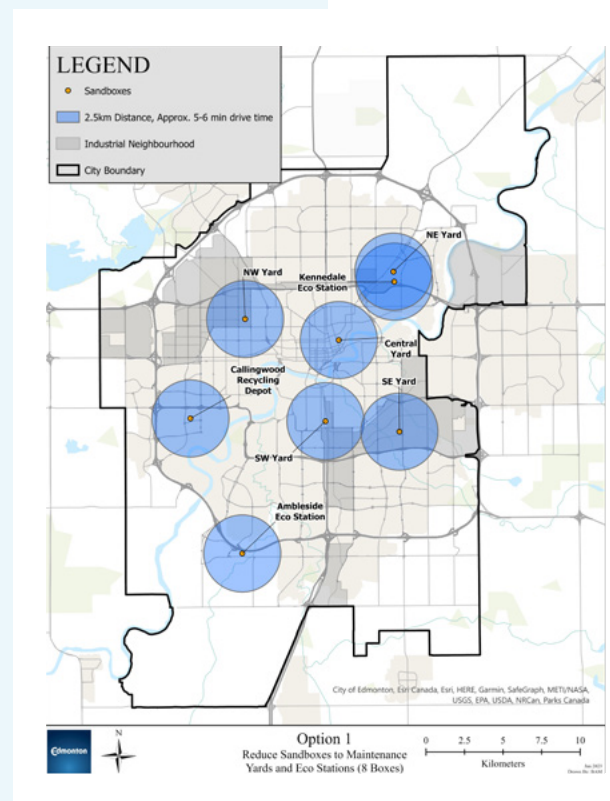 LEGEND
Sandboxes
2.5km Distance, Approx. 5-6 min drive time
Industrial Neighbourhood
City Boundary
NE Yard
NW Yard
Kennedale
Eco Station
Central
Yard
Callingwood
Recycling
Depot
SE Yard
SW Yard
Ambleside
Eco Station
City of Edmonton, Esri Canada, Esri, HERE, Garmin, SafeGraph, METI/NASA,
USGS, EPA, USDA, NRCan, Parks Canada
Edmonton
N
Option 1
Reduce Sandboxes to Maintenance
Yards and Eco Stations (8 Boxes)
0 2.5 5 7.5 10
Kilometers